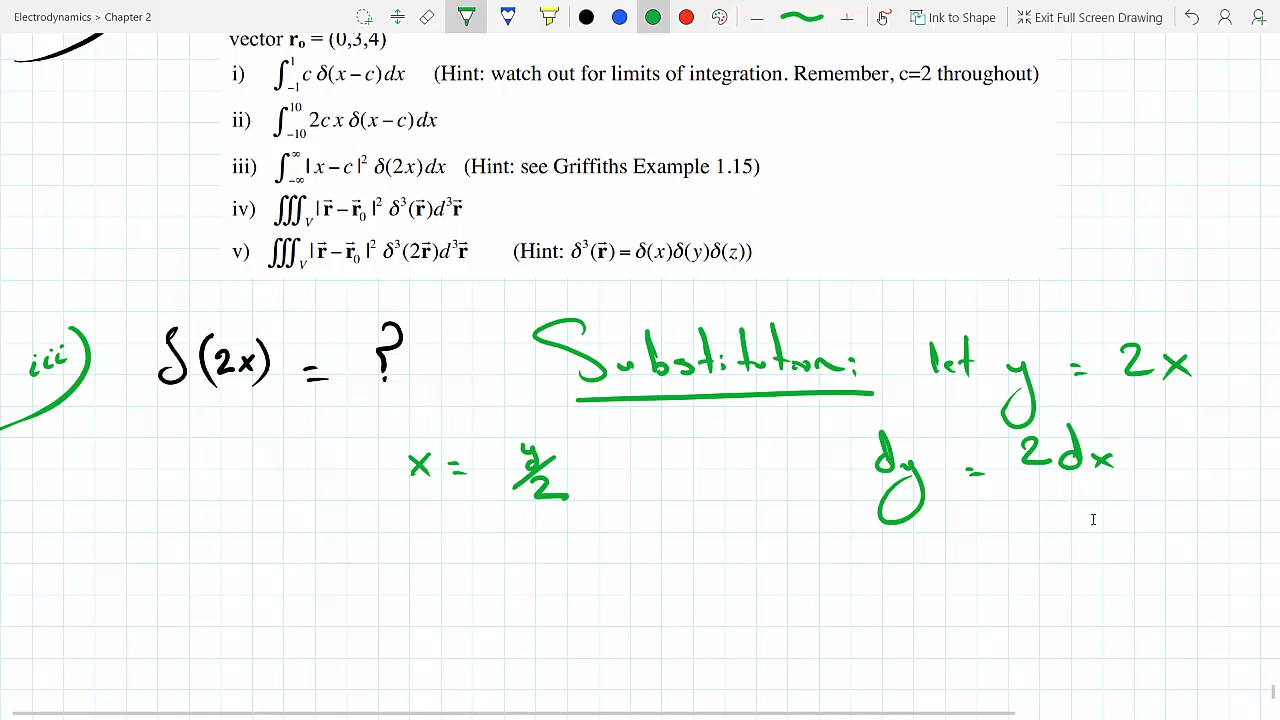 Electrodynamics > Chapter 2
Ink to Shape
Exit Full Screen Drawing
vector r₀ = (0,3,4)
i) ∫₋₁¹ c δ(x−c)dx (Hint: watch out for limits of integration. Remember, c=2 throughout)
ii) ∫₋₁₀¹⁰ 2c x δ(x−c)dx
iii) ∫₋∞^∞ |x−c|² δ(2x)dx (Hint: see Griffiths Example 1.15)
iv) ∭_V |r⃗−r⃗₀|² δ³(r⃗)d³r⃗
v) ∭_V |r⃗−r⃗₀|² δ³(2r⃗)d³r⃗ (Hint: δ³(r⃗)=δ(x)δ(y)δ(z))
iii) δ(2x) = ? Substitution: let y = 2x
x = y/2 dy = 2dx